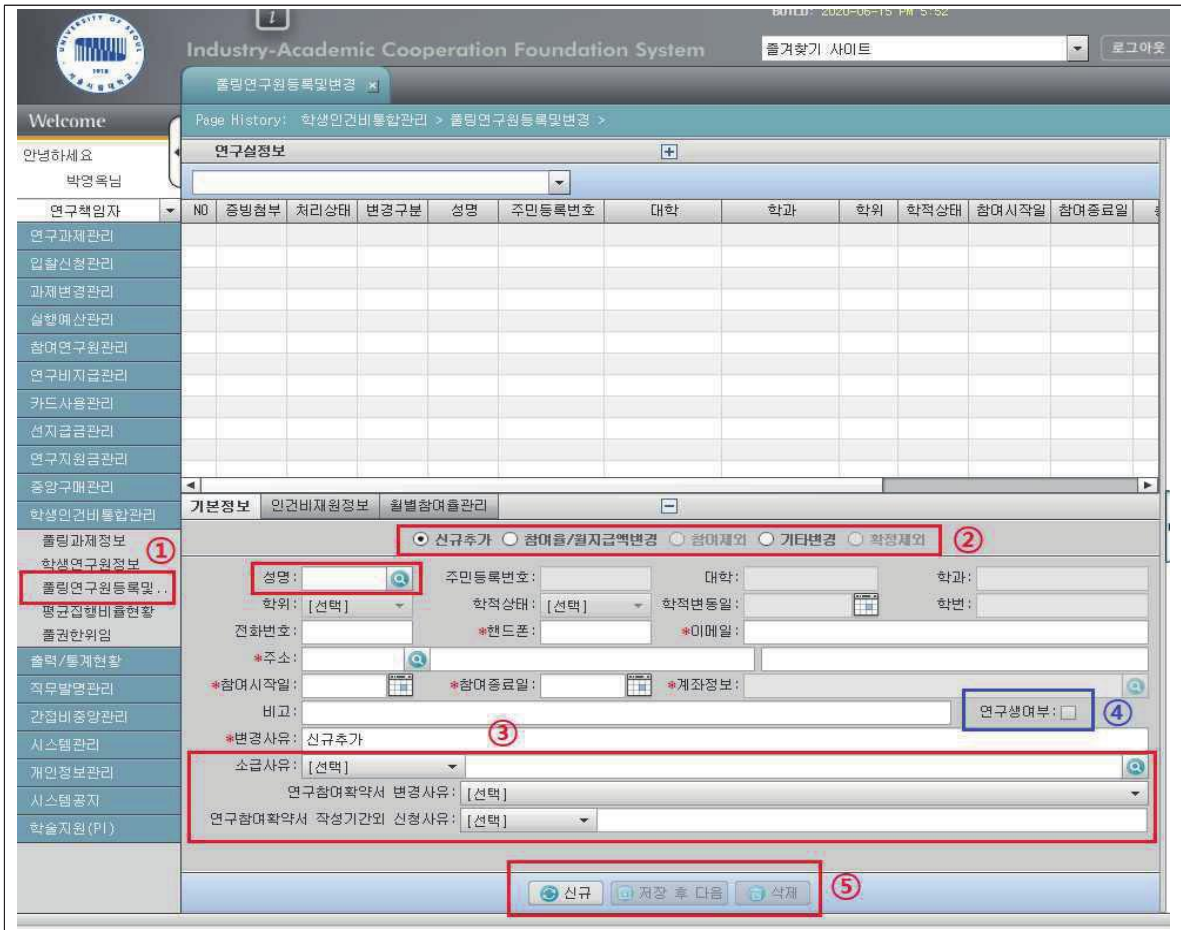 BUILD: 2020-06-15 PM 5:52
Industry-Academic Cooperation Foundation System
즐겨찾기 사이트
로그아웃
UNIVERSITY OF SEOUL
1918
서울시립대학교
풀링연구원등록및변경
Welcome
Page History: 학생인건비통합관리 > 풀링연구원등록및변경 >
안녕하세요
박영옥님
연구실정보
연구책임자
NO 증빙첨부 처리상태 변경구분 성명 주민등록번호 대학 학과 학위 학적상태 참여시작일 참여종료일
연구과제관리
입찰신청관리
과제변경관리
실행예산관리
참여연구원관리
연구비지급관리
카드사용관리
선지급금관리
연구지원금관리
중앙구매관리
학생인건비통합관리
풀링과제정보
①
학생연구원정보
풀링연구원등록및..
평균집행비율현황
풀권한위임
출력/통계현황
직무발명관리
간접비중앙관리
시스템관리
개인정보관리
시스템공지
학술지원(PI)
기본정보 인건비재원정보 월별참여율관리
신규추가 참여율/월지급액변경 참여제외 기타변경 확정제외 ②
성명: 주민등록번호: 대학: 학과:
학위: [선택] 학적상태: [선택] 학적변동일: 학번:
전화번호: *핸드폰: *이메일:
*주소:
*참여시작일: *참여종료일: *계좌정보:
비고: 연구생여부: ④
*변경사유: 신규추가 ③
소급사유: [선택]
연구참여확약서 변경사유: [선택]
연구참여확약서 작성기간외 신청사유: [선택]
신규 저장 후 다음 삭제 ⑤